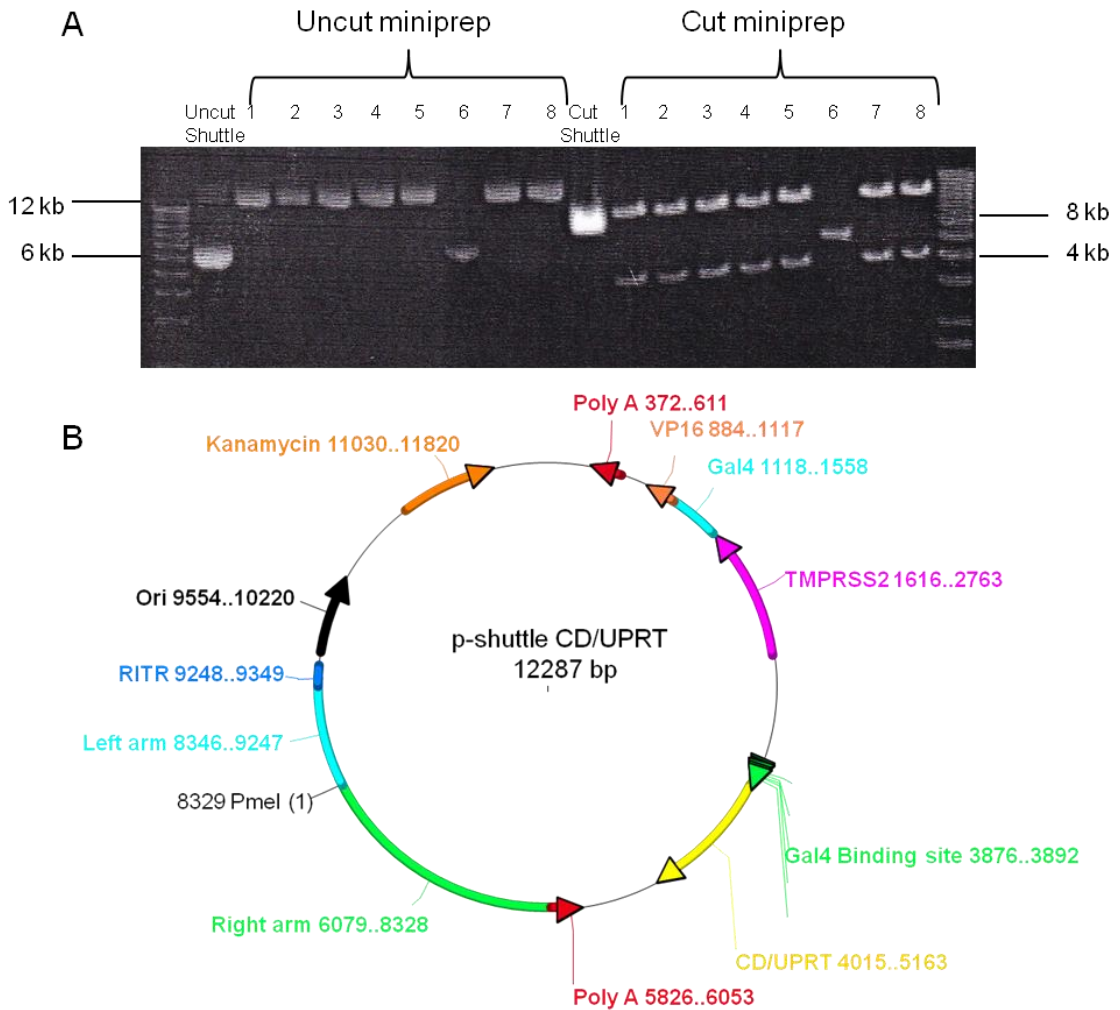 A
Uncut miniprep
Cut miniprep
Uncut Shuttle
1 2 3 4 5 6 7 8
Cut Shuttle
1 2 3 4 5 6 7 8
12 kb
6 kb
8 kb
4 kb
B
Poly A 372..611
VP16 884..1117
Gal4 1118..1558
Kanamycin 11030..11820
TMPRSS2 1616..2763
Ori 9554..10220
p-shuttle CD/UPRT
12287 bp
RITR 9248..9349
Left arm 8346..9247
8329 PmeI (1)
Gal4 Binding site 3876..3892
Right arm 6079..8328
CD/UPRT 4015..5163
Poly A 5826..6053